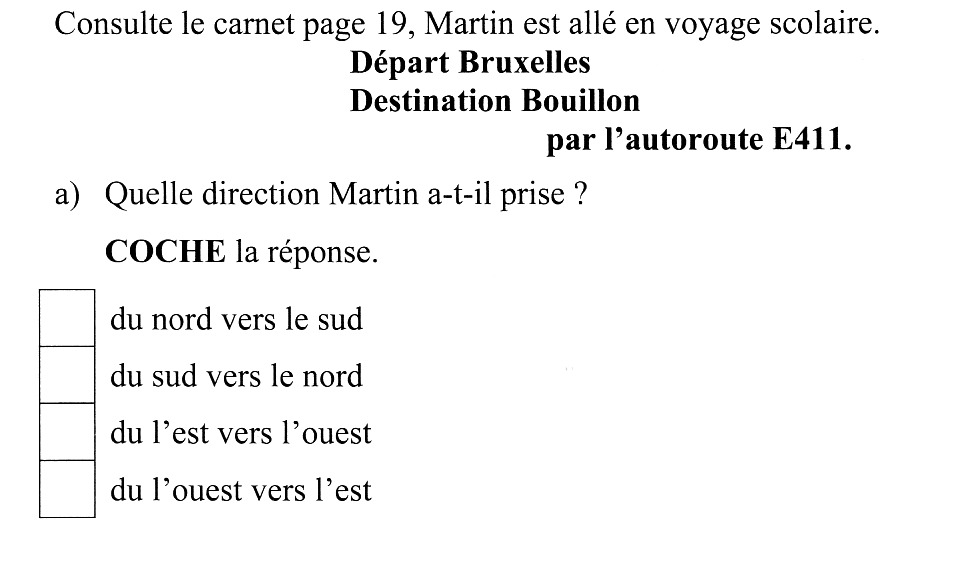 Consulte le carnet page 19, Martin est allé en voyage scolaire.
Départ Bruxelles
Destination Bouillon
par l’autoroute E411.
a) Quelle direction Martin a-t-il prise ?
COCHE la réponse.
du nord vers le sud
du sud vers le nord
du l’est vers l’ouest
du l’ouest vers l’est